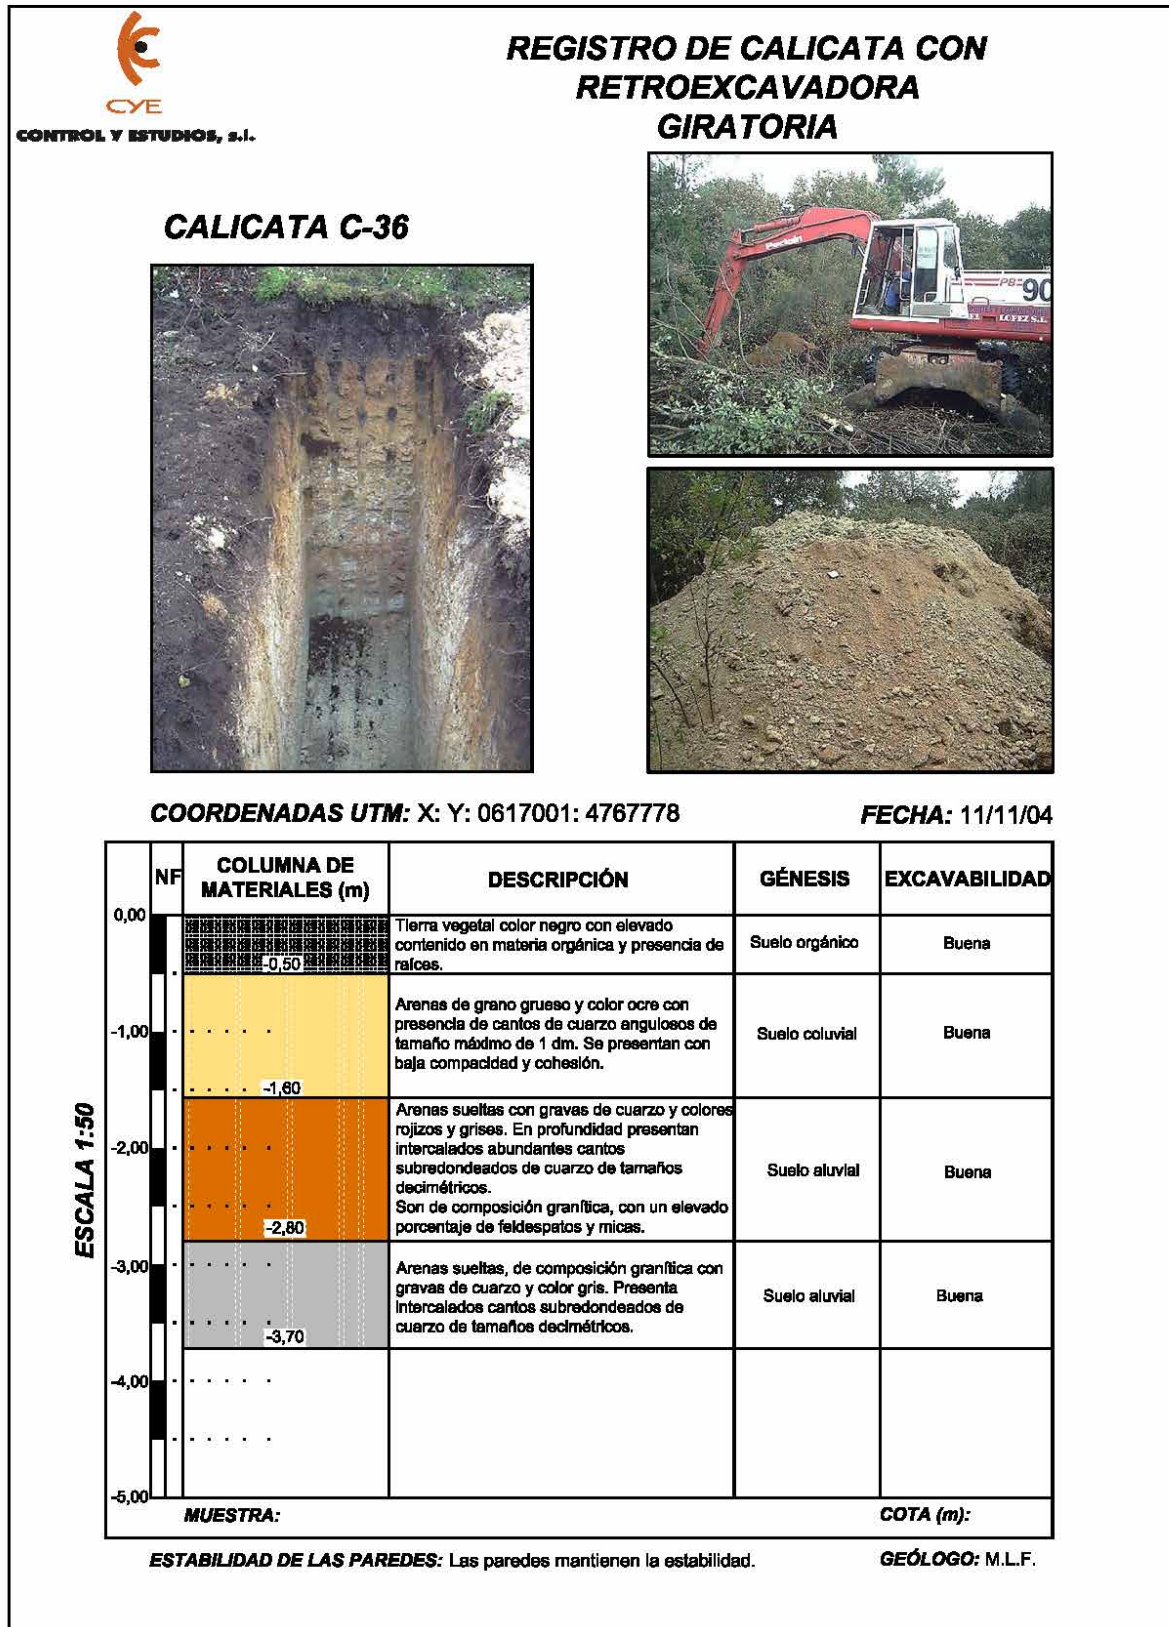 CYE
CONTROL Y ESTUDIOS, s.l.
REGISTRO DE CALICATA CON
RETROEXCAVADORA
GIRATORIA
CALICATA C-36
Poclain
PB 90
LOPEZ S.L.
COORDENADAS UTM: X: Y: 0617001: 4767778
FECHA: 11/11/04
NF
COLUMNA DE
MATERIALES (m)
DESCRIPCIÓN
GÉNESIS
EXCAVABILIDAD
ESCALA 1:50
0,00
-0,50
Tierra vegetal color negro con elevado
contenido en materia orgánica y presencia de
raíces.
Suelo orgánico
Buena
-1,00
-1,60
Arenas de grano grueso y color ocre con
presencia de cantos de cuarzo angulosos de
tamaño máximo de 1 dm. Se presentan con
baja compacidad y cohesión.
Suelo coluvial
Buena
-2,00
-2,80
Arenas sueltas con gravas de cuarzo y colores
rojizos y grises. En profundidad presentan
intercalados abundantes cantos
subredondeados de cuarzo de tamaños
decimétricos.
Son de composición granítica, con un elevado
porcentaje de feldespatos y micas.
Suelo aluvial
Buena
-3,00
-3,70
Arenas sueltas, de composición granítica con
gravas de cuarzo y color gris. Presenta
intercalados cantos subredondeados de
cuarzo de tamaños decimétricos.
Suelo aluvial
Buena
-4,00
-5,00
MUESTRA:
COTA (m):
ESTABILIDAD DE LAS PAREDES: Las paredes mantienen la estabilidad.
GEÓLOGO: M.L.F.